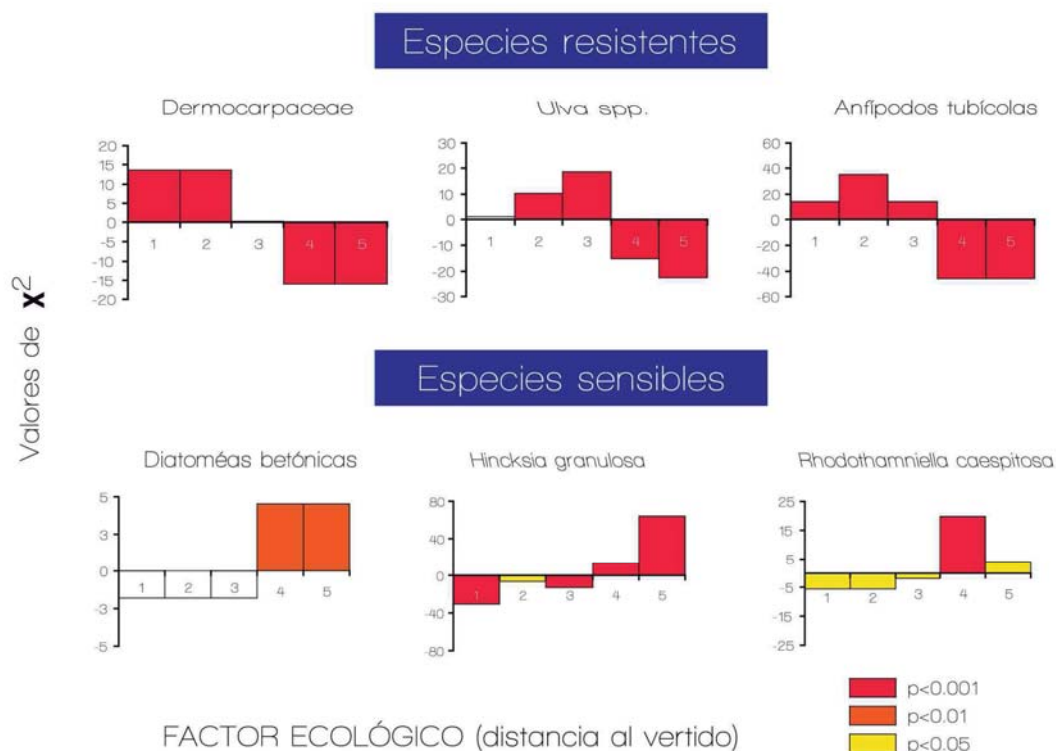 Especies resistentes
Dermocarpaceae
Ulva spp.
Anfípodos tubícolas
20
15
10
5
0
-5
-10
-15
-20
1 2 3 4 5
30
20
10
0
-10
-20
-30
1 2 3 4 5
60
40
20
0
-20
-40
-60
1 2 3 4 5
Valores de x²
Especies sensibles
Diatoméas betónicas
Hincksia granulosa
Rhodothamniella caespitosa
5
3
0
-3
-5
1 2 3 4 5
80
40
0
-40
-80
1 2 3 4 5
25
15
5
-5
-15
-25
1 2 3 4 5
p<0.001
p<0.01
p<0.05
FACTOR ECOLÓGICO (distancia al vertido)